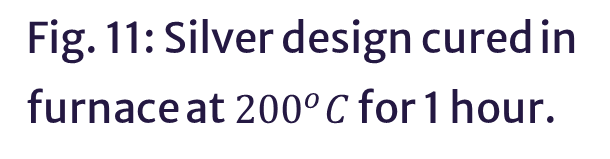 Fig. 11: Silver design cured in
furnace at 200° C for 1 hour.